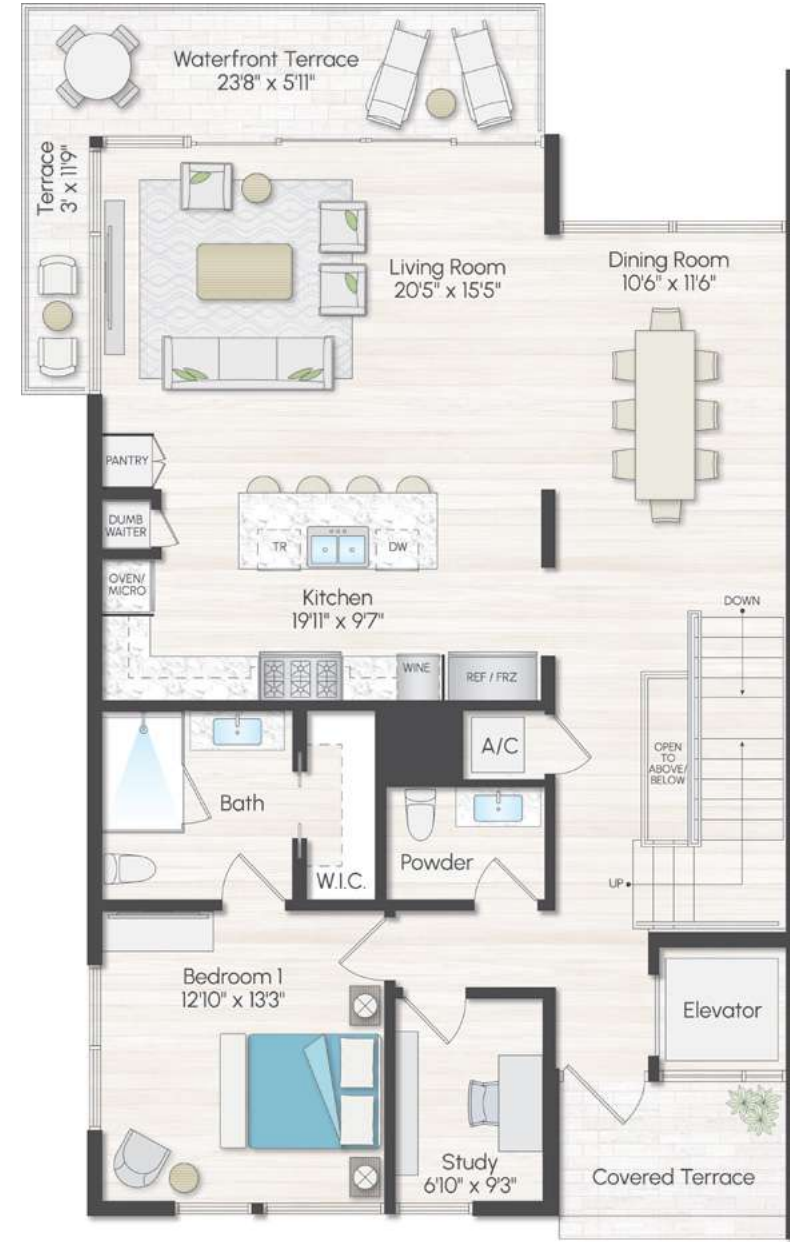 Waterfront Terrace
23'8" x 5'11"
Terrace
3' x 11'9"
Living Room
20'5" x 15'5"
Dining Room
10'6" x 11'6"
PANTRY
DUMB
WAITER
OVEN/
MICRO
TR
DW
Kitchen
19'11" x 9'7"
WINE
REF / FRZ
DOWN
A/C
OPEN
TO
ABOVE/
BELOW
Bath
W.I.C.
Powder
UP
Bedroom 1
12'10" x 13'3"
Elevator
Study
6'10" x 9'3"
Covered Terrace